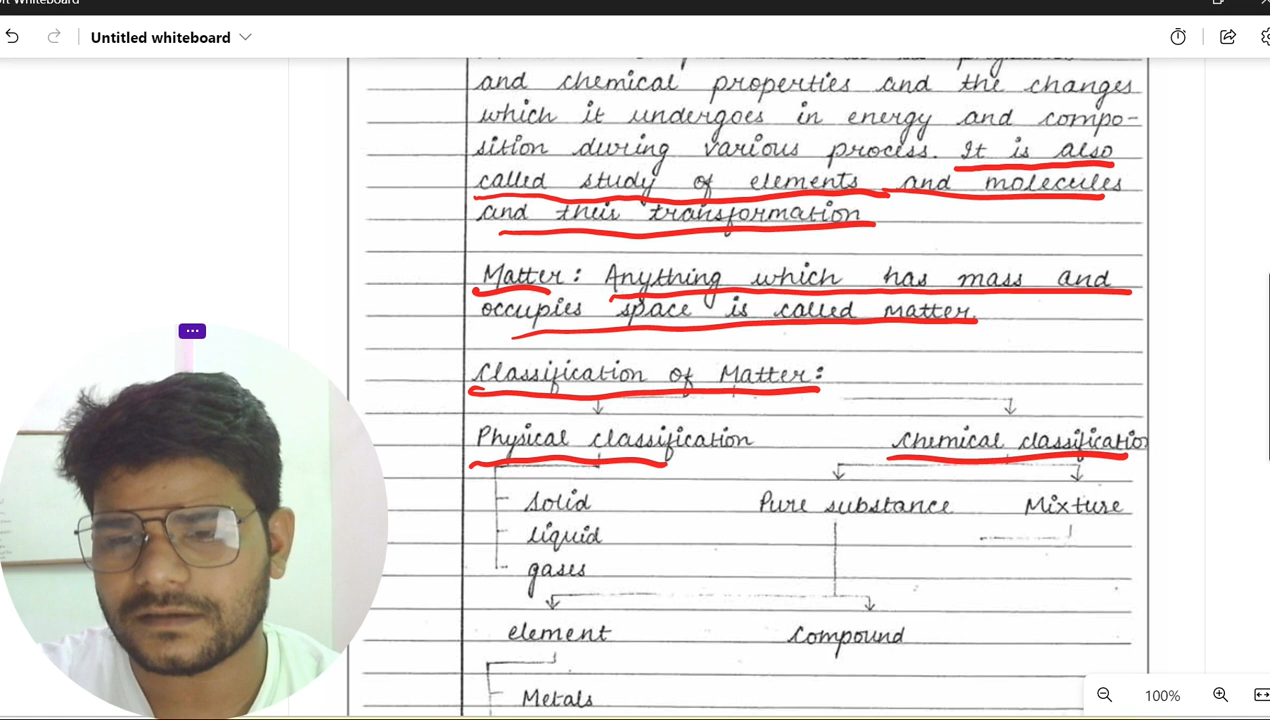 Untitled whiteboard
and chemical properties and the changes
which it undergoes in energy and compo-
sition during various process. It is also
called study of elements and molecules
and their transformation
Matter: Anything which has mass and
occupies space is called matter.
Classification of Matter:
Physical classification
Chemical classificatio
Solid
liquid
gases
Pure substance
Mixture
element
Compound
Metals
100%